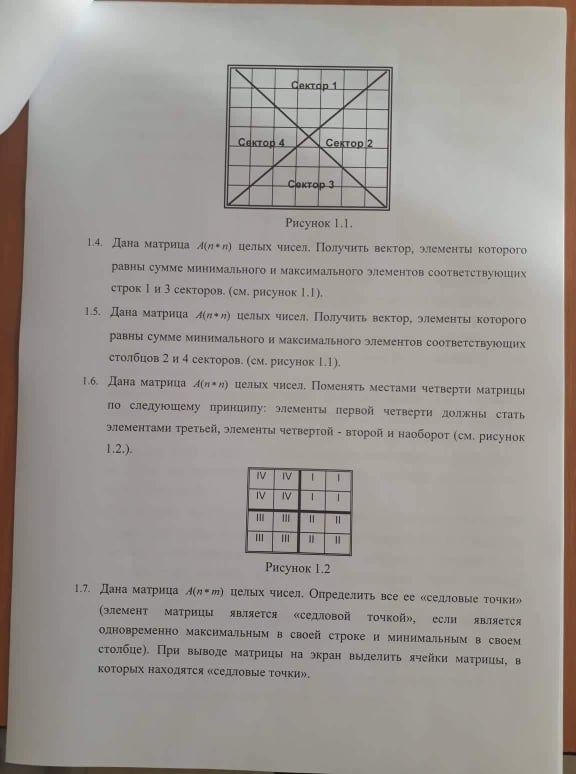 Сектор 1
Сектор 4 Сектор 2
Сектор 3
Рисунок 1.1.
1.4. Дана матрица A(n*n) целых чисел. Получить вектор, элементы которого
равны сумме минимального и максимального элементов соответствующих
строк 1 и 3 секторов. (см. рисунок 1.1).
1.5. Дана матрица A(n*n) целых чисел. Получить вектор, элементы которого
равны сумме минимального и максимального элементов соответствующих
столбцов 2 и 4 секторов. (см. рисунок 1.1).
1.6. Дана матрица A(n*n) целых чисел. Поменять местами четверти матрицы
по следующему принципу: элементы первой четверти должны стать
элементами третьей, элементы четвертой - второй и наоборот (см. рисунок
1.2.).
IV IV I I
IV IV I I
III III II II
III III II II
Рисунок 1.2
1.7. Дана матрица A(n*m) целых чисел. Определить все ее «седловые точки»
(элемент матрицы является «седловой точкой», если является
одновременно максимальным в своей строке и минимальным в своем
столбце). При выводе матрицы на экран выделить ячейки матрицы, в
которых находятся «седловые точки».